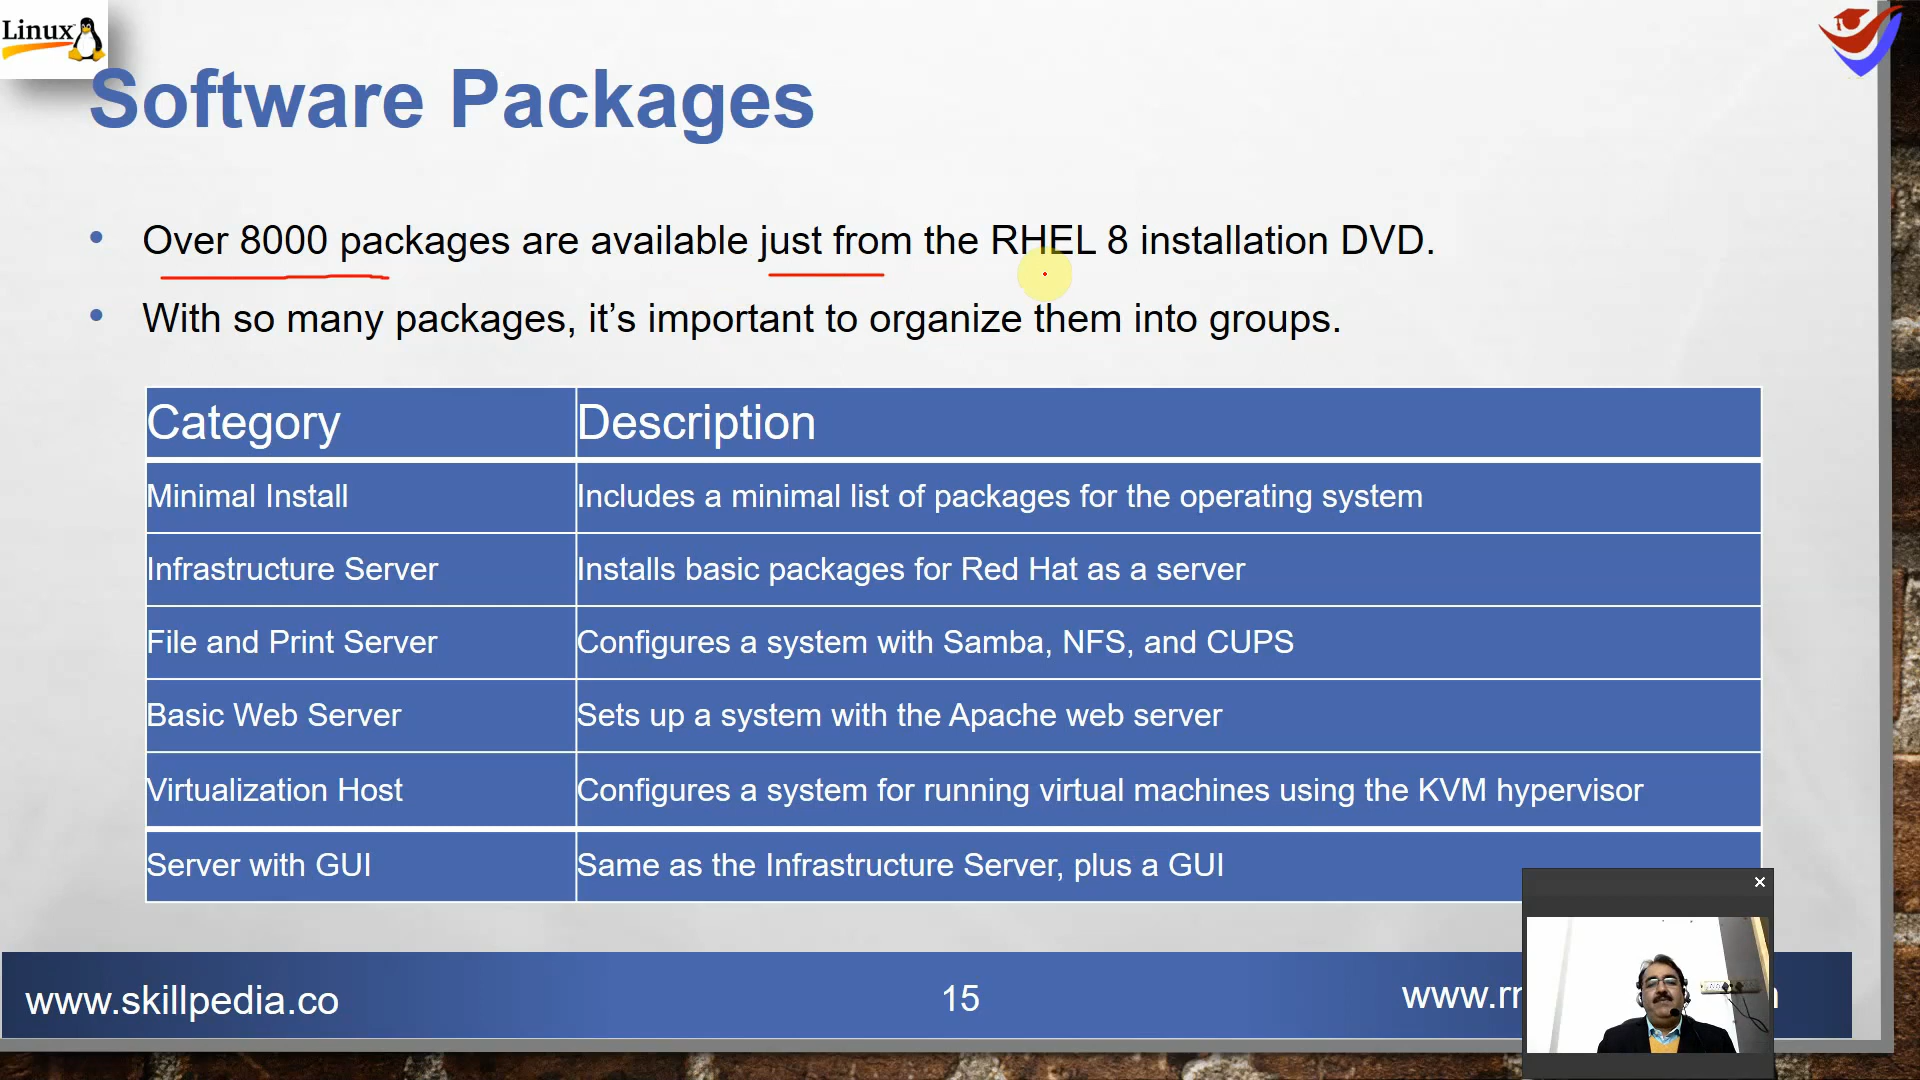 Linux
Software Packages
• Over 8000 packages are available just from the RHEL 8 installation DVD.
• With so many packages, it’s important to organize them into groups.
Category Description
Minimal Install Includes a minimal list of packages for the operating system
Infrastructure Server Installs basic packages for Red Hat as a server
File and Print Server Configures a system with Samba, NFS, and CUPS
Basic Web Server Sets up a system with the Apache web server
Virtualization Host Configures a system for running virtual machines using the KVM hypervisor
Server with GUI Same as the Infrastructure Server, plus a GUI
www.skillpedia.co 15